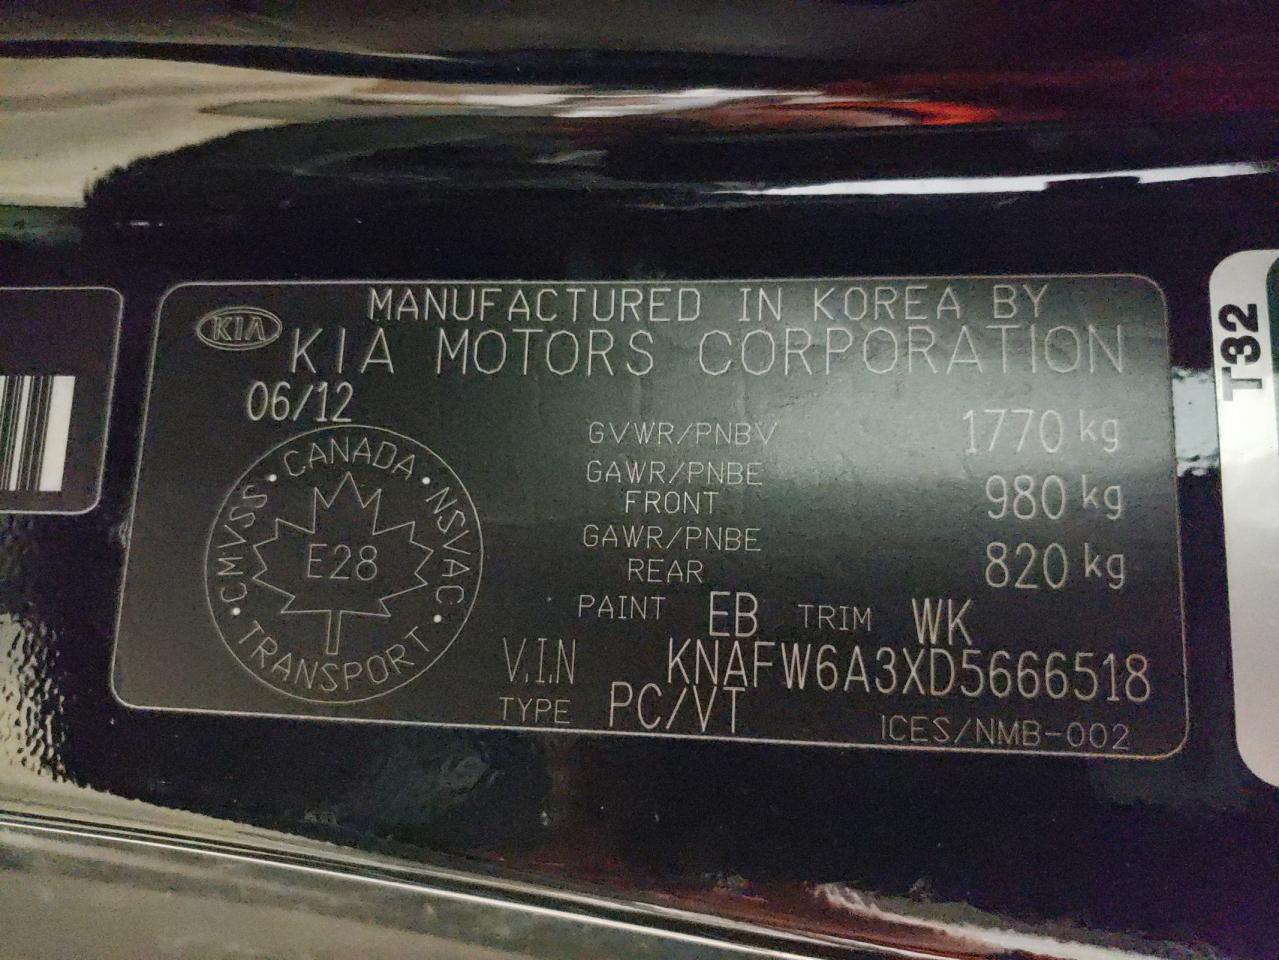 MANUFACTURED IN KOREA BY
KIA KIA MOTORS CORPORATION
06/12
GVWR/PNBV 1770 kg
GAWR/PNBE FRONT 980 kg
GAWR/PNBE REAR 820 kg
PAINT EB TRIM WK
V.I.N KNAFW6A3XD5666518
TYPE PC/VT ICES/NMB-002
CANADA · NSVAC · TRANSPORT · CMVSS ·
E28
T32